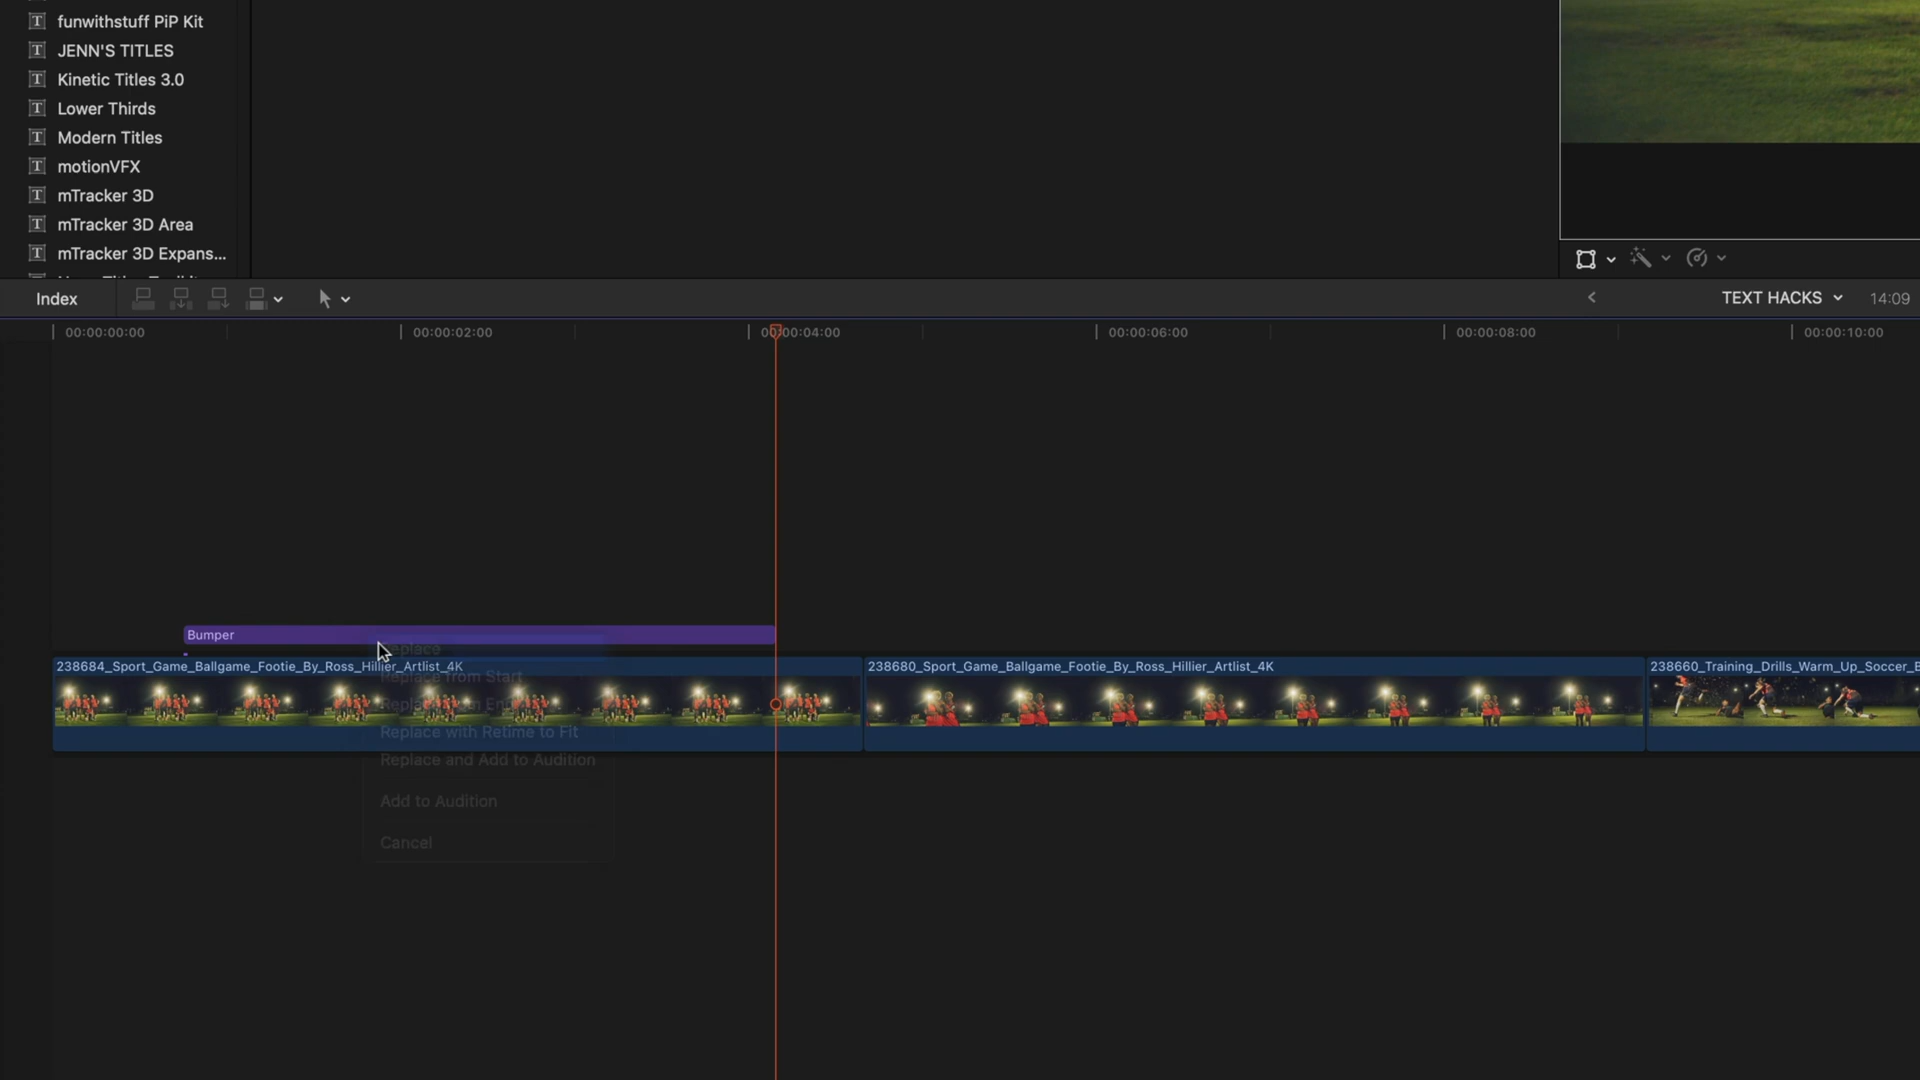 funwithstuff PiP Kit
JENN'S TITLES
Kinetic Titles 3.0
Lower Thirds
Modern Titles
motionVFX
mTracker 3D
mTracker 3D Area
mTracker 3D Expans...
Index
TEXT HACKS
14:09
00:00:00:00
00:00:02:00
00:00:04:00
00:00:06:00
00:00:08:00
00:00:10:00
Bumper
Replace
238684_Sport_Game_Ballgame_Footie_By_Ross_Hillier_Artlist_4K
238680_Sport_Game_Ballgame_Footie_By_Ross_Hillier_Artlist_4K
238660_Training_Drills_Warm_Up_Soccer_B
Replace from Start
Replace with Retime to Fit
Replace and Add to Audition
Add to Audition
Cancel